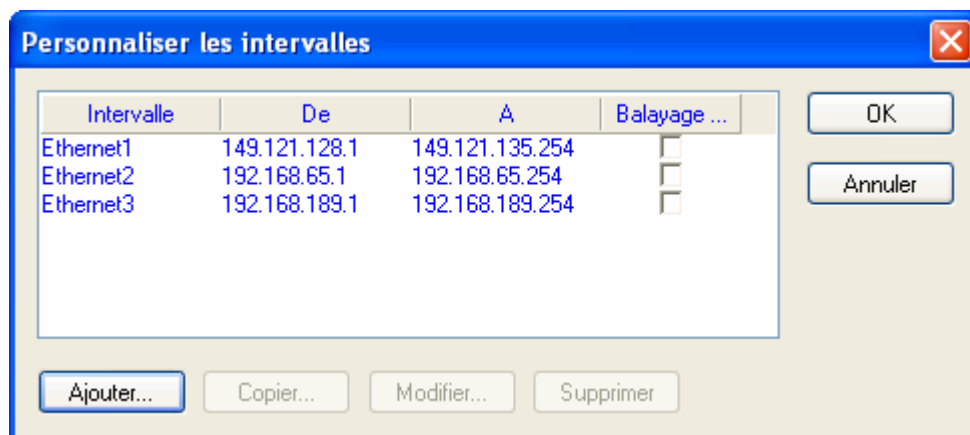 Personnaliser les intervalles
Intervalle De A Balayage ...
Ethernet1 149.121.128.1 149.121.135.254
Ethernet2 192.168.65.1 192.168.65.254
Ethernet3 192.168.189.1 192.168.189.254
OK
Annuler
Ajouter... Copier... Modifier... Supprimer